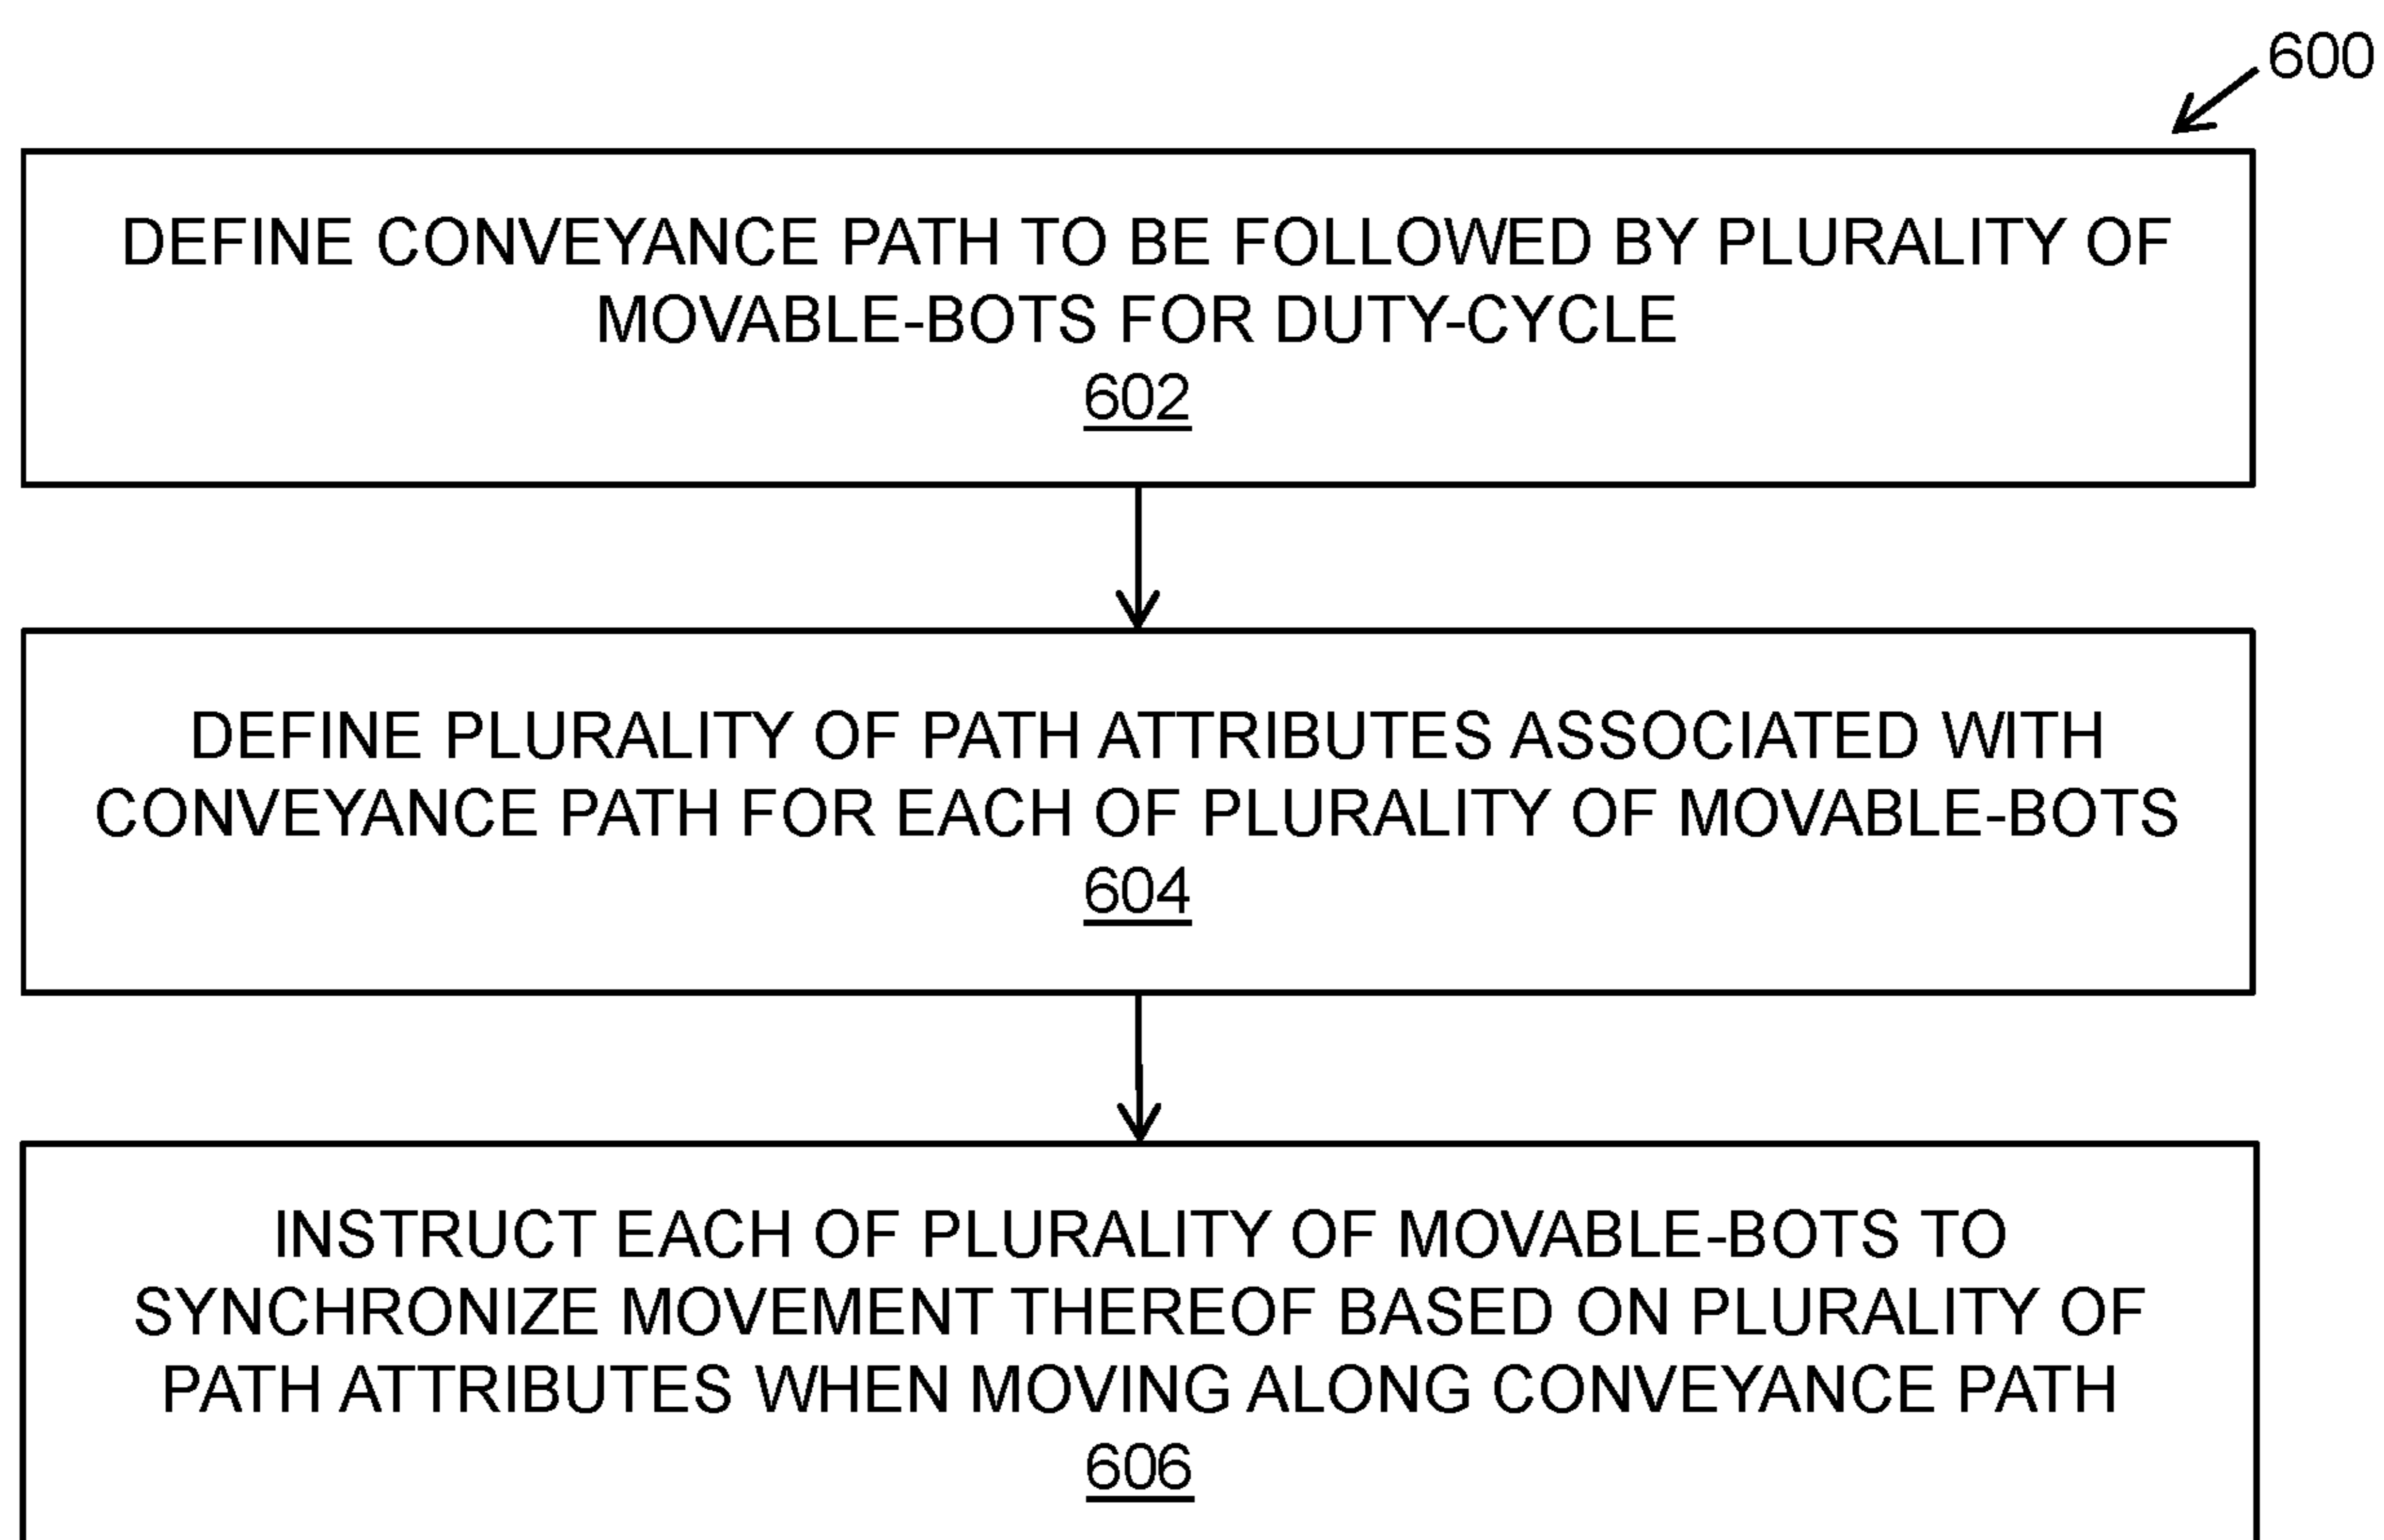 600
DEFINE CONVEYANCE PATH TO BE FOLLOWED BY PLURALITY OF
MOVABLE-BOTS FOR DUTY-CYCLE
602
DEFINE PLURALITY OF PATH ATTRIBUTES ASSOCIATED WITH
CONVEYANCE PATH FOR EACH OF PLURALITY OF MOVABLE-BOTS
604
INSTRUCT EACH OF PLURALITY OF MOVABLE-BOTS TO
SYNCHRONIZE MOVEMENT THEREOF BASED ON PLURALITY OF
PATH ATTRIBUTES WHEN MOVING ALONG CONVEYANCE PATH
606